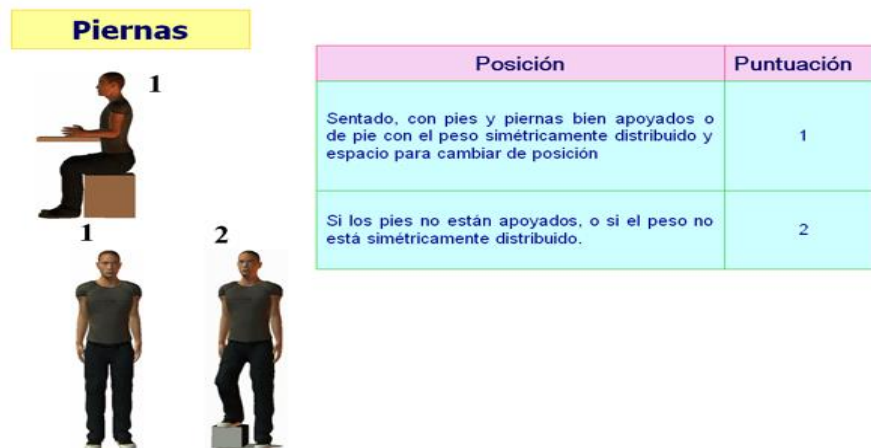 Piernas
1
Posición
Puntuación
Sentado, con pies y piernas bien apoyados o
de pie con el peso simétricamente distribuido y
espacio para cambiar de posición
1
Si los pies no están apoyados, o si el peso no
está simétricamente distribuido.
2
1
2